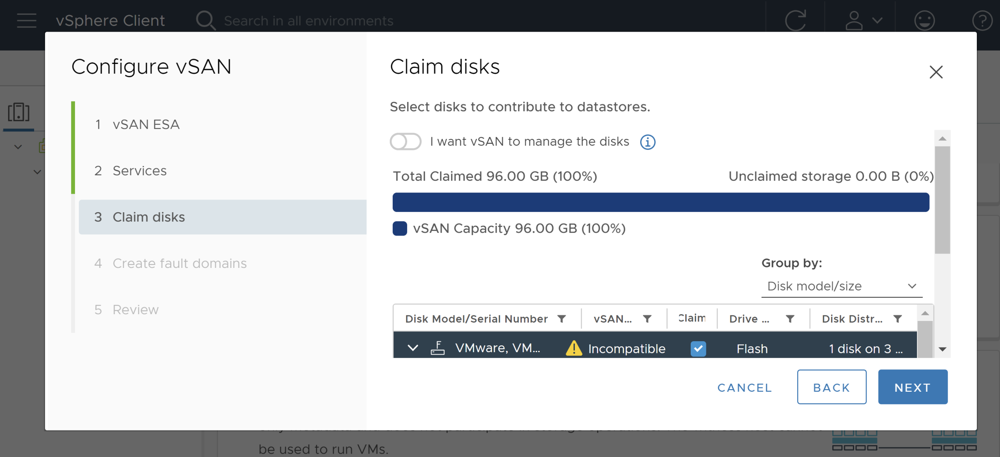 vSphere Client
Search in all environments
Configure vSAN
1 vSAN ESA
2 Services
3 Claim disks
4 Create fault domains
5 Review
Claim disks
Select disks to contribute to datastores.
I want vSAN to manage the disks
Total Claimed 96.00 GB (100%)
Unclaimed storage 0.00 B (0%)
vSAN Capacity 96.00 GB (100%)
Group by:
Disk model/size
Disk Model/Serial Number vSAN... Claim Drive ... Disk Distr...
F VMware, VM... Incompatible Flash 1 disk on 3 ...
CANCEL BACK NEXT
be used to run VMs.